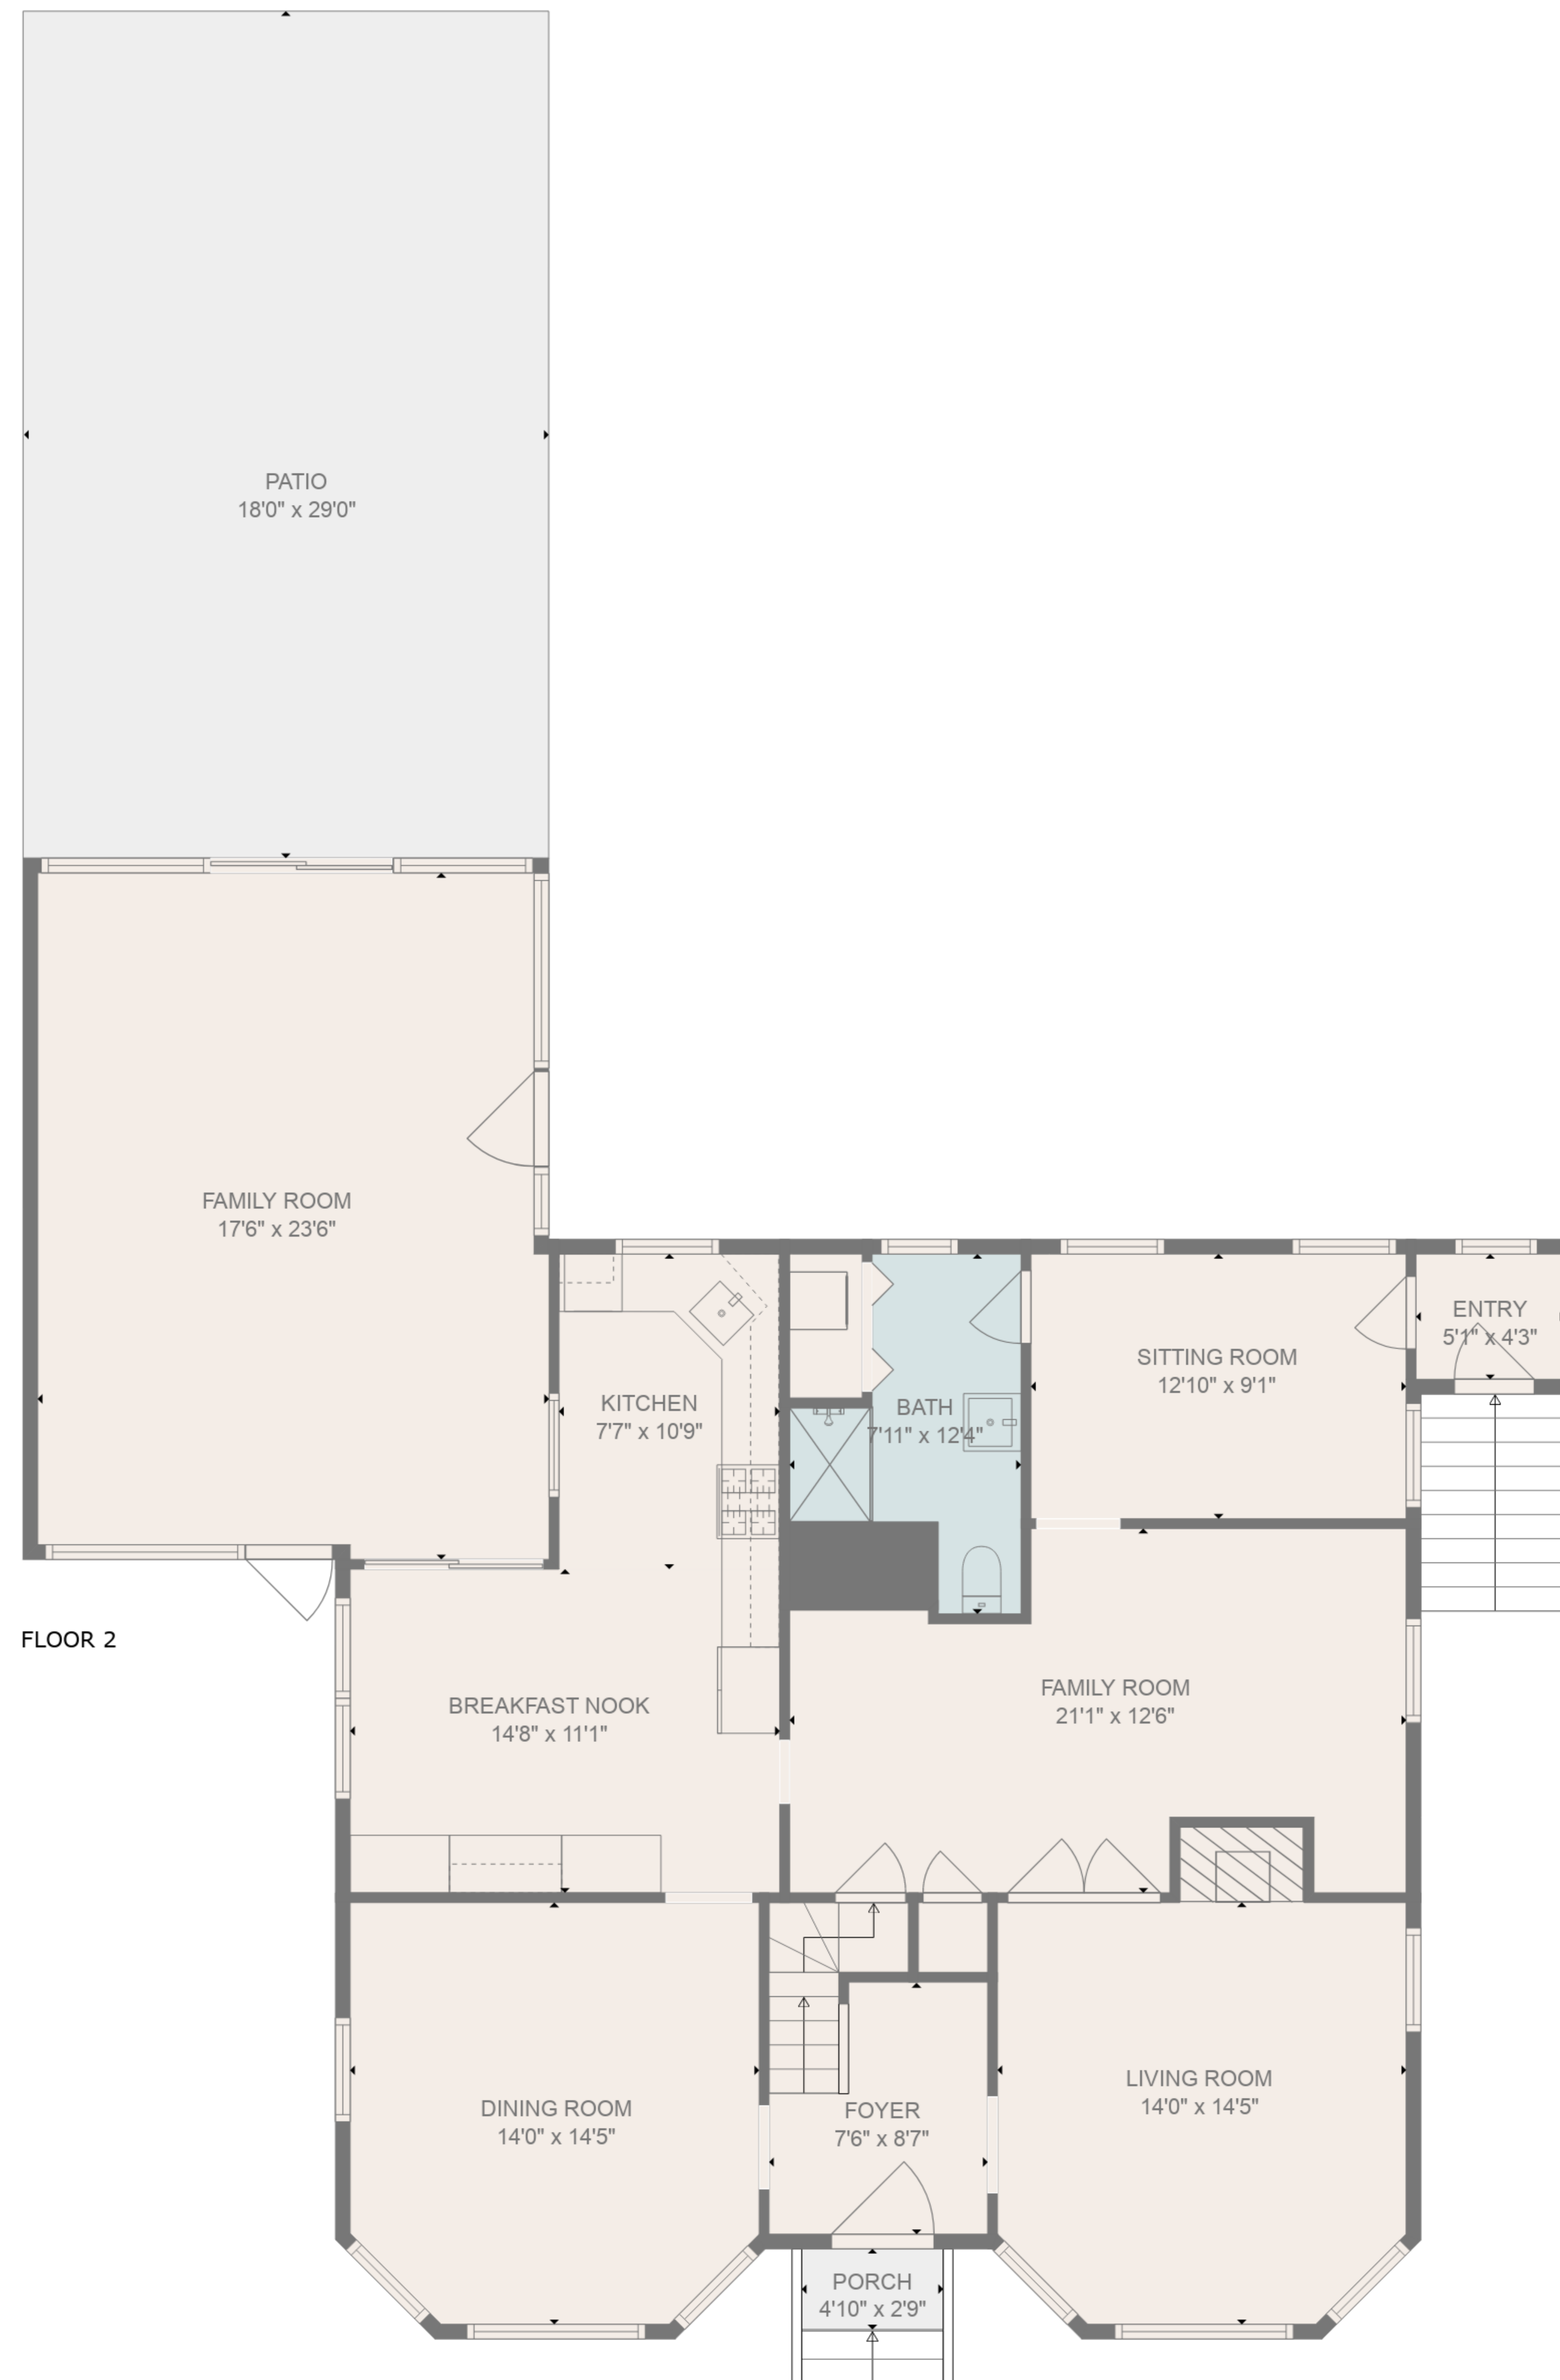 PATIO
18'0" x 29'0"
FAMILY ROOM
17'6" x 23'6"
KITCHEN
7'7" x 10'9"
BATH
7'11" x 12'4"
SITTING ROOM
12'10" x 9'1"
ENTRY
5'1" x 4'3"
FLOOR 2
BREAKFAST NOOK
14'8" x 11'1"
FAMILY ROOM
21'1" x 12'6"
DINING ROOM
14'0" x 14'5"
FOYER
7'6" x 8'7"
LIVING ROOM
14'0" x 14'5"
PORCH
4'10" x 2'9"